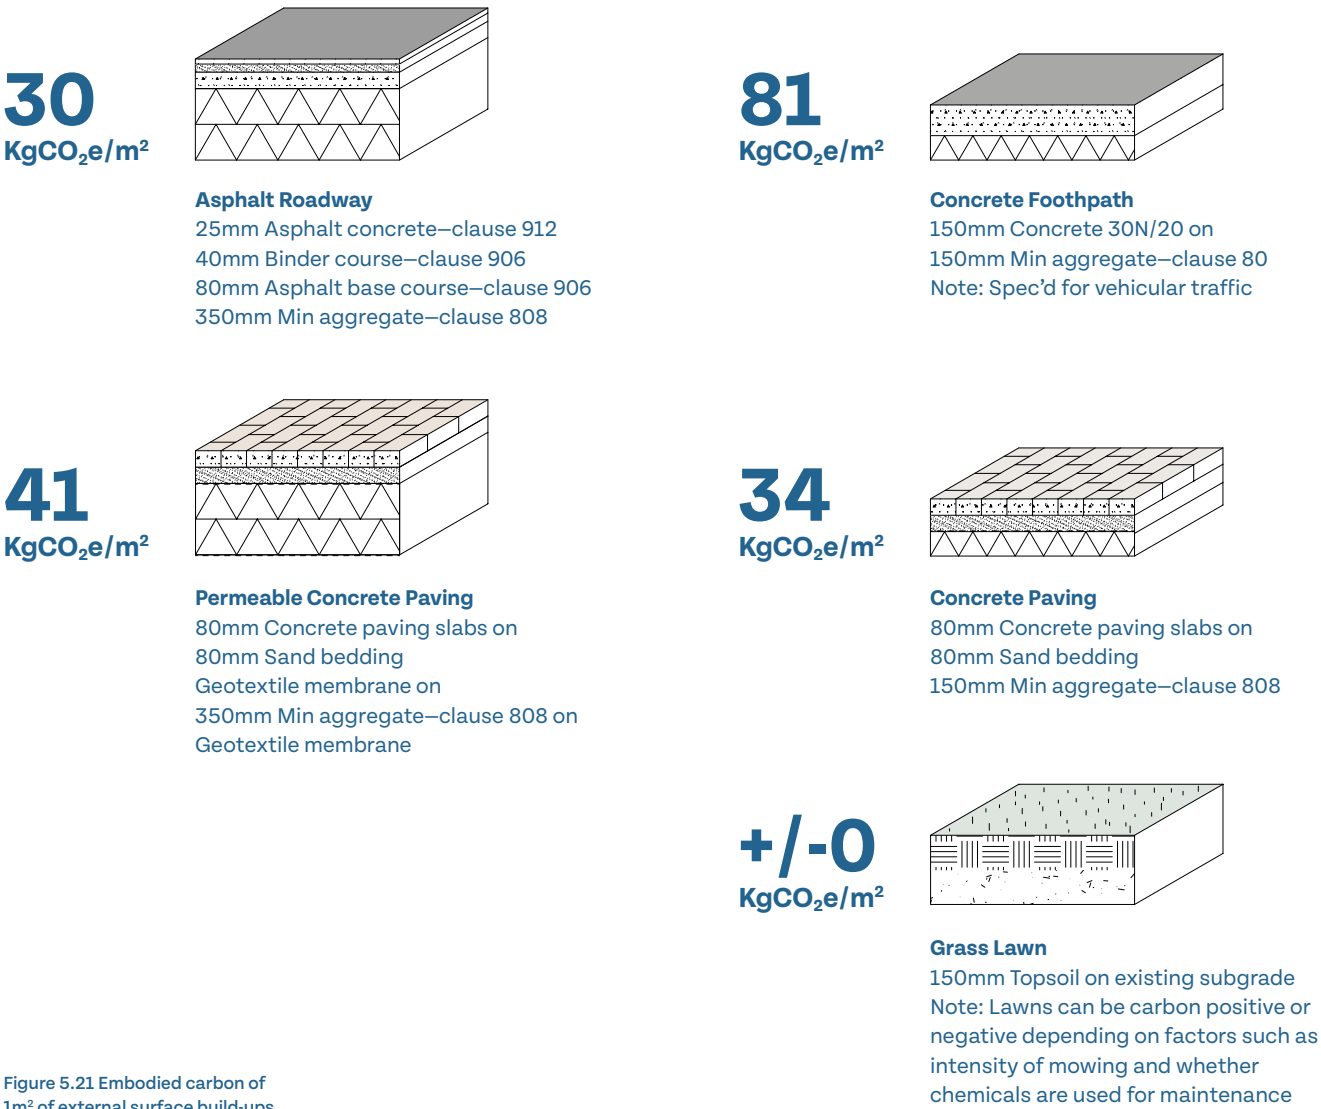 30
KgCO₂e/m²
Asphalt Roadway
25mm Asphalt concrete—clause 912
40mm Binder course—clause 906
80mm Asphalt base course—clause 906
350mm Min aggregate—clause 808
81
KgCO₂e/m²
Concrete Foothpath
150mm Concrete 30N/20 on
150mm Min aggregate—clause 80
Note: Spec’d for vehicular traffic
41
KgCO₂e/m²
Permeable Concrete Paving
80mm Concrete paving slabs on
80mm Sand bedding
Geotextile membrane on
350mm Min aggregate—clause 808 on
Geotextile membrane
34
KgCO₂e/m²
Concrete Paving
80mm Concrete paving slabs on
80mm Sand bedding
150mm Min aggregate—clause 808
+/-0
KgCO₂e/m²
Grass Lawn
150mm Topsoil on existing subgrade
Note: Lawns can be carbon positive or
negative depending on factors such as
intensity of mowing and whether
chemicals are used for maintenance
Figure 5.21 Embodied carbon of
1m² of external surface build-ups